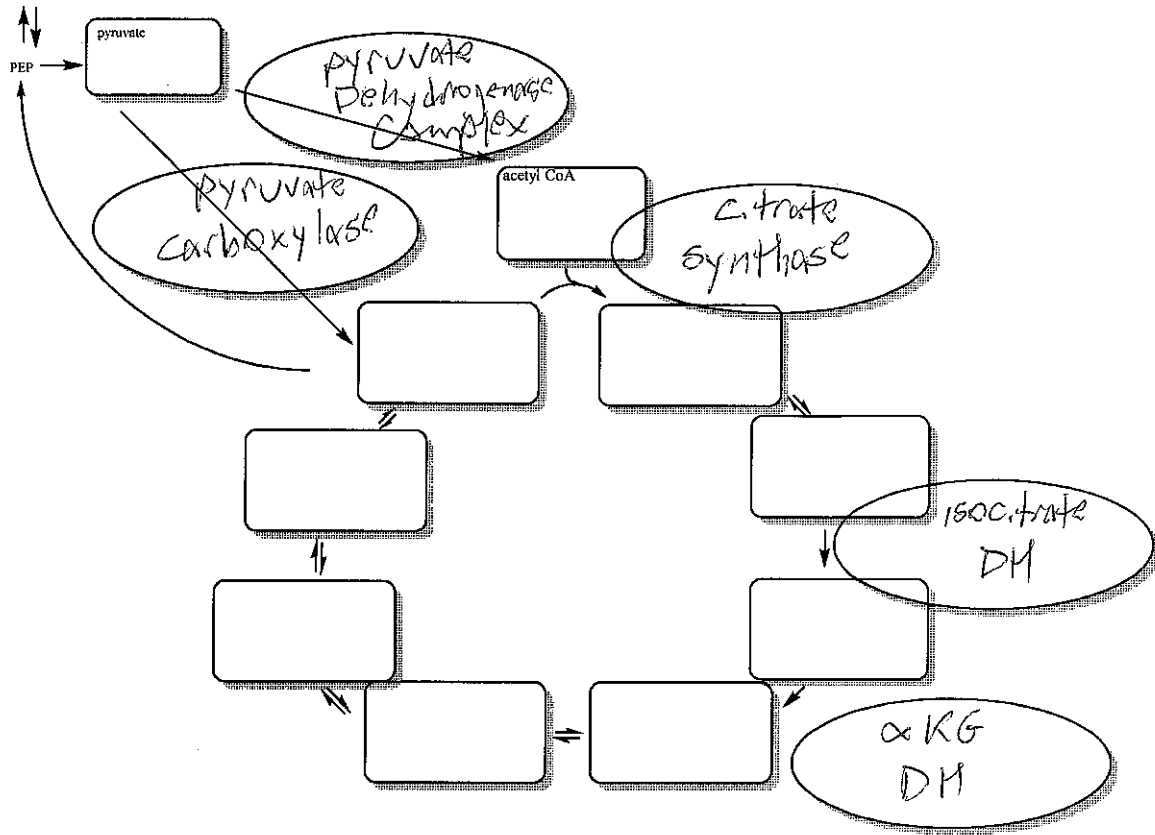 pyruvate
PEP
pyruvate
Dehydrogenase
Complex
acetyl CoA
pyruvate
carboxylase
citrate
synthase
isocitrate
DH
αKG
DH